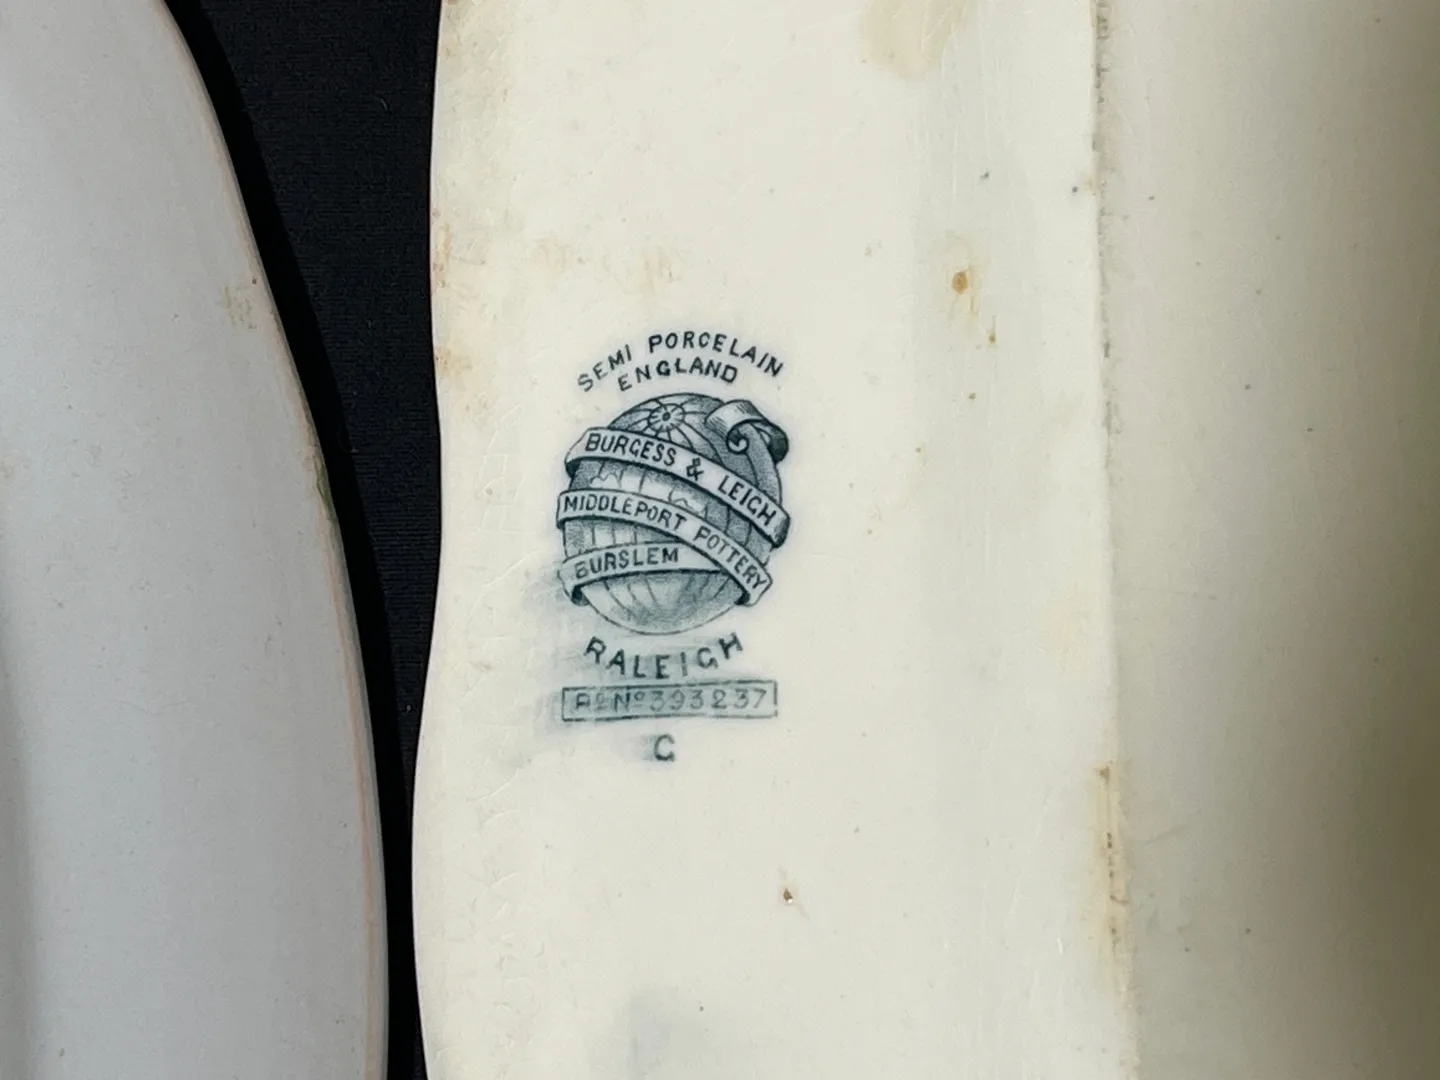 SEMI PORCELAIN
ENGLAND
BURGESS & LEIGH
MIDDLEPORT POTTERY
BURSLEM
RALEIGH
Rᴰ Nº 393237
C